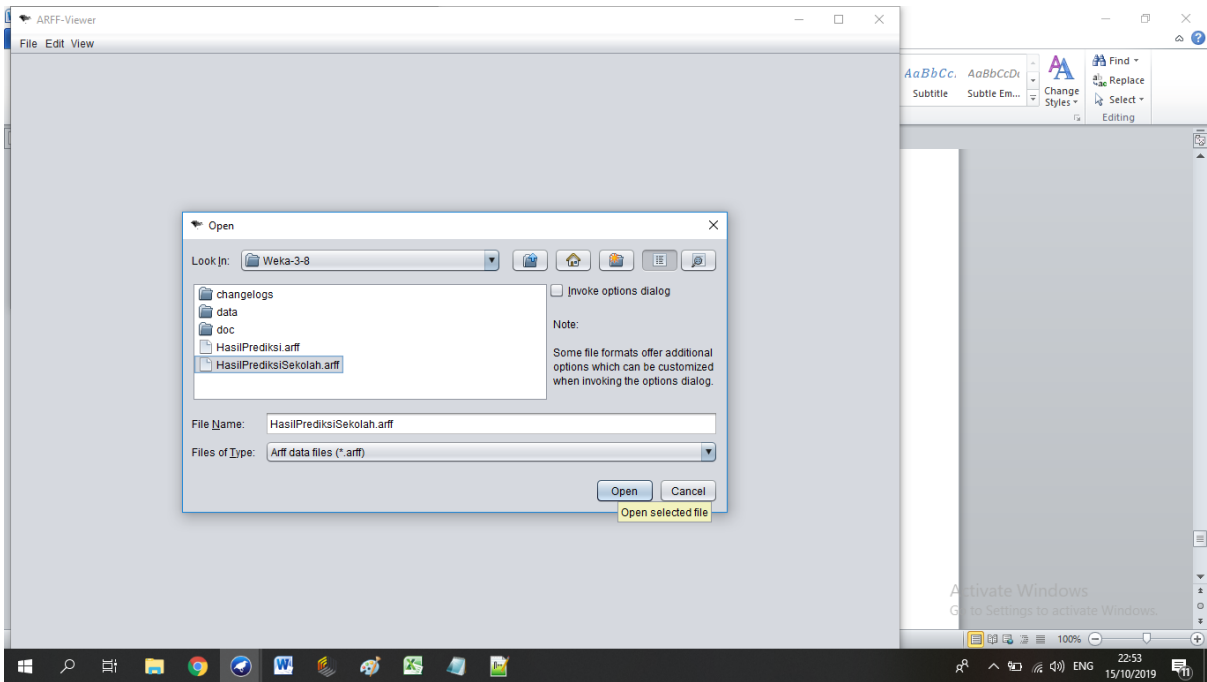 ARFF-Viewer
File Edit View
AaBbCc. AaBbCcDι
Subtitle Subtle Em...
Change
Styles
Find
Replace
Select
Editing
Open
Look In: Weka-3-8
changelogs
data
doc
HasilPrediksi.arff
HasilPrediksiSekolah.arff
Invoke options dialog
Note:
Some file formats offer additional
options which can be customized
when invoking the options dialog.
File Name: HasilPrediksiSekolah.arff
Files of Type: Arff data files (*.arff)
Open Cancel
Open selected file
Activate Windows
Go to Settings to activate Windows.
100%
ENG
22:53
15/10/2019
11